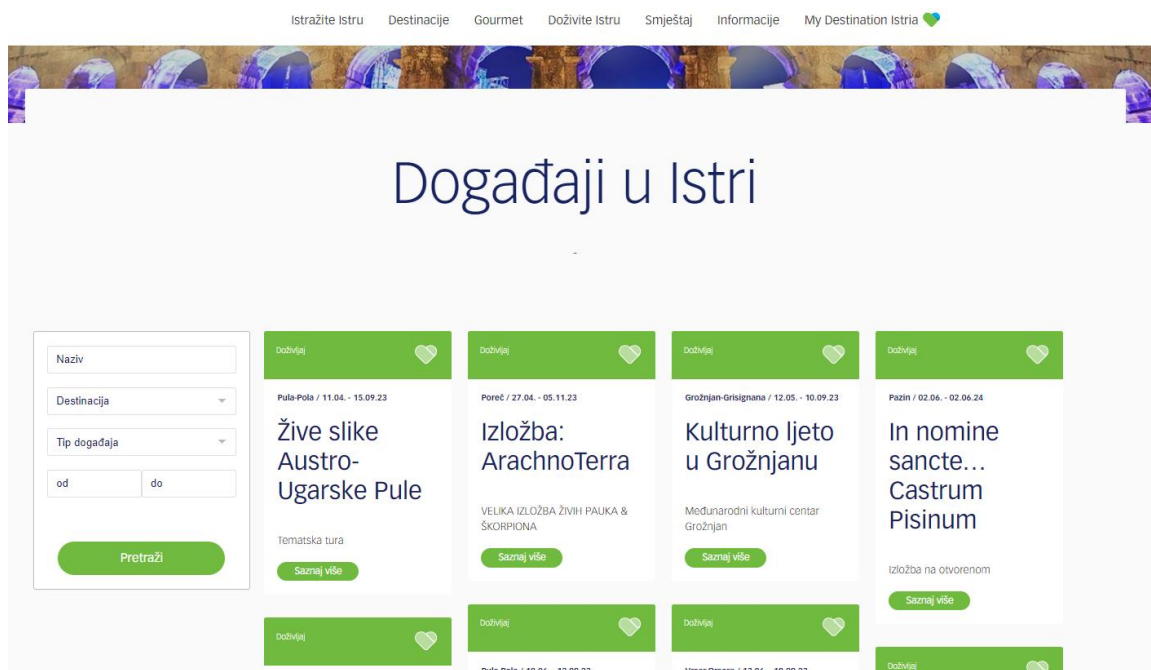 Istražite Istru Destinacije Gourmet Doživite Istru Smještaj Informacije My Destination Istria
Događaji u Istri
-
Naziv
Destinacija
Tip događaja
od do
Pretraži
Doživljaj
Pula-Pola / 11.04. - 15.09.23
Žive slike
Austro-
Ugarske Pule
Tematska tura
Saznaj više
Doživljaj
Poreč / 27.04. - 05.11.23
Izložba:
ArachnoTerra
VELIKA IZLOŽBA ŽIVIH PAUKA &
ŠKORPIONA
Saznaj više
Doživljaj
Grožnjan-Grisignana / 12.05. - 10.09.23
Kulturno ljeto
u Grožnjanu
Međunarodni kulturni centar
Grožnjan
Saznaj više
Doživljaj
Pazin / 02.06. - 02.06.24
In nomine
sancte...
Castrum
Pisinum
Izložba na otvorenom
Saznaj više
Doživljaj
Doživljaj
Doživljaj
Doživljaj